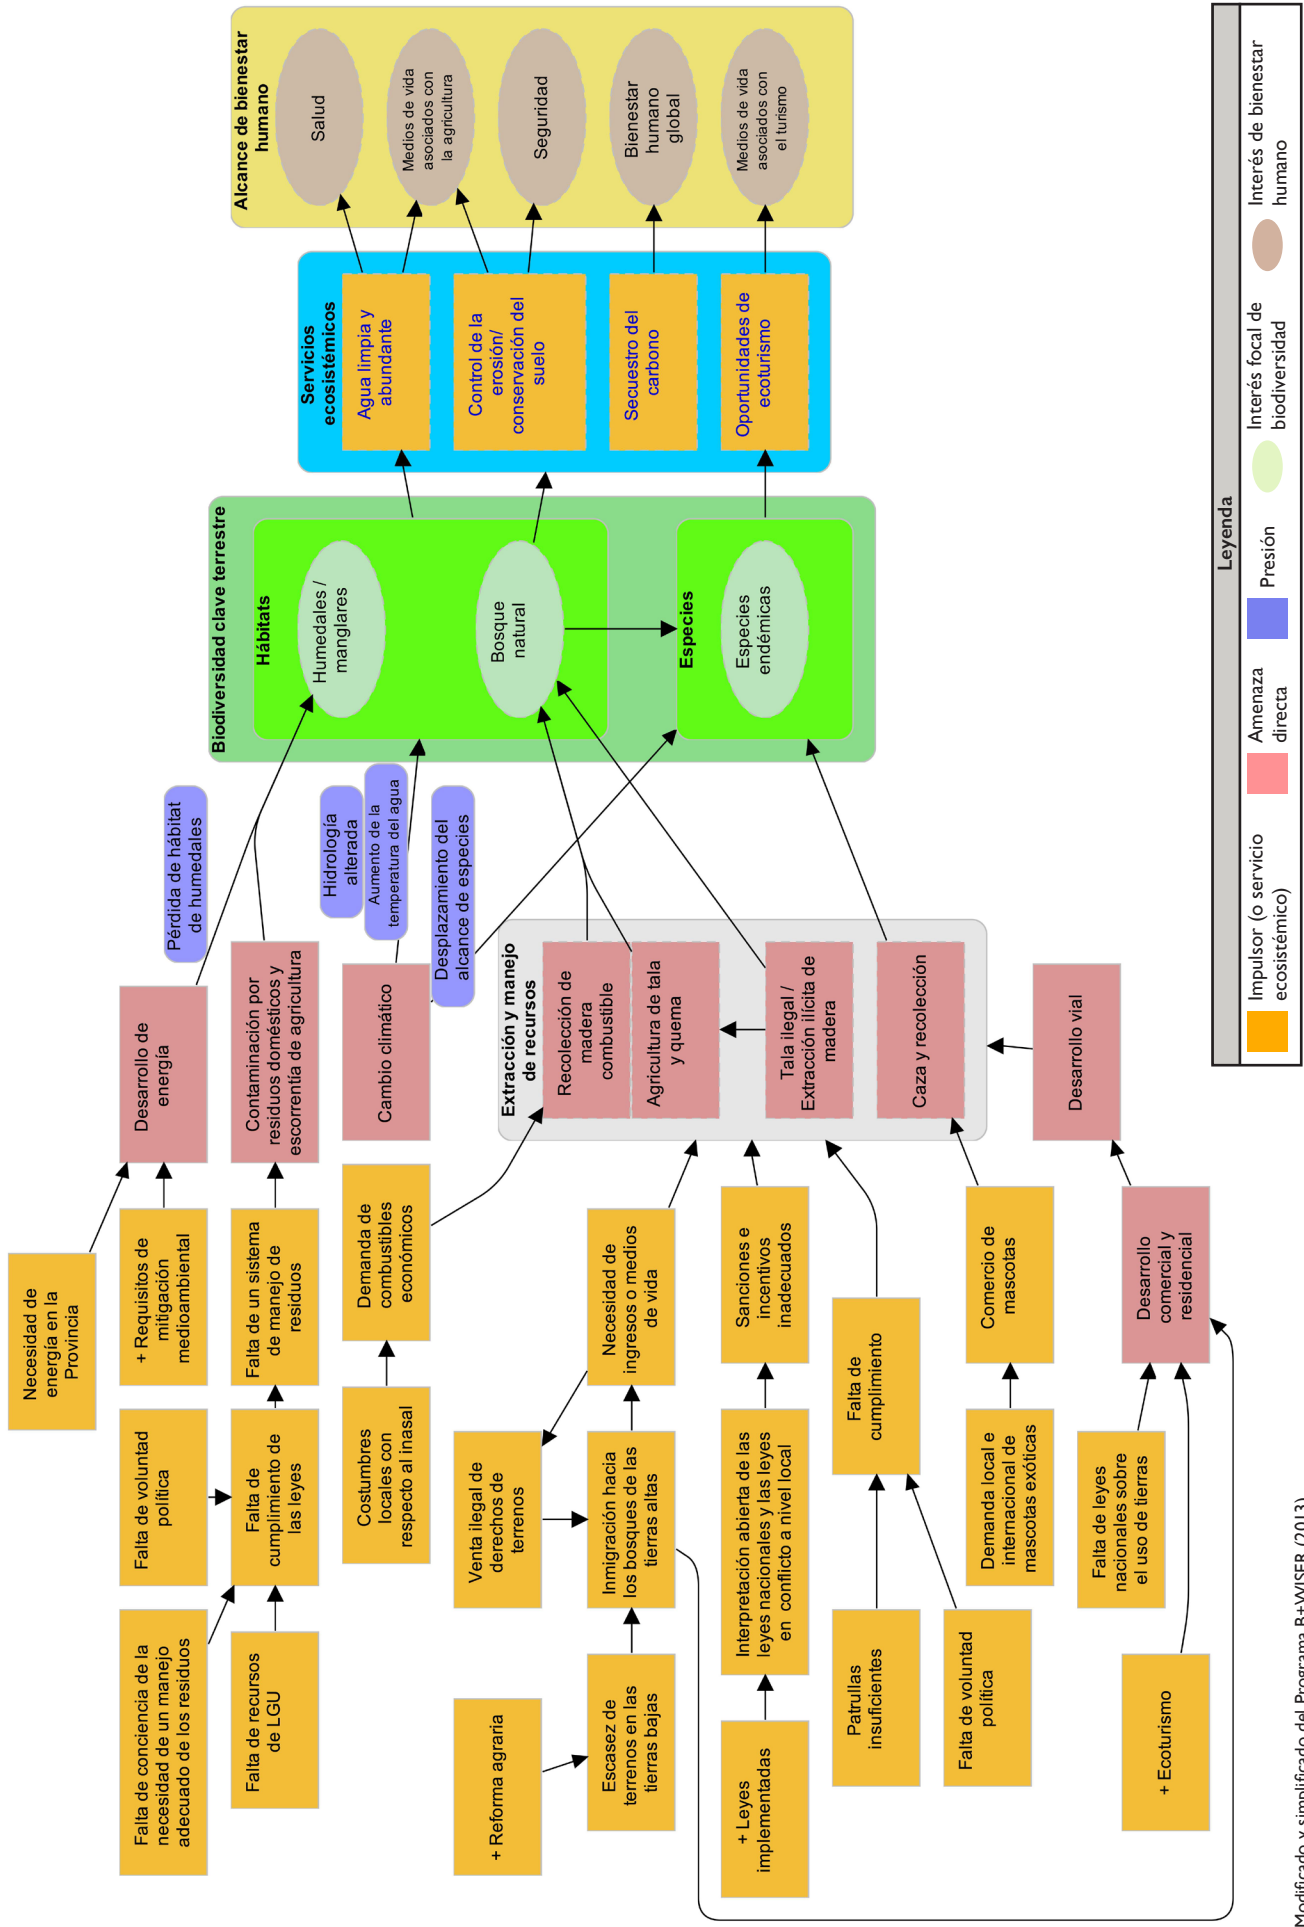 Necesidad de
energía en la
Provincia
Falta de conciencia de la
necesidad de un manejo
adecuado de los residuos
Falta de voluntad
política
+ Requisitos de
mitigación
medioambiental
Desarrollo de
energía
Pérdida de hábitat
de humedales
Falta de recursos
de LGU
Falta de
cumplimiento de
las leyes
Falta de un sistema
de manejo de
residuos
Contaminación por
residuos domésticos y
escorrentía de agricultura
Costumbres
locales con
respecto al inasal
Demanda de
combustibles
económicos
Cambio climático
Hidrología
alterada
Aumento de la
temperatura del agua
Desplazamiento del
alcance de especies
+ Reforma agraria
Venta ilegal de
derechos de
terrenos
Escasez de
terrenos en las
tierras bajas
Inmigración hacia
los bosques de las
tierras altas
Necesidad de
ingresos o medios
de vida
Extracción y manejo
de recursos
Recolección de
madera
combustible
Agricultura de tala
y quema
Tala ilegal /
Extracción ilícita de
madera
Caza y recolección
+ Leyes
implementadas
Interpretación abierta de las
leyes nacionales y las leyes
en conflicto a nivel local
Sanciones e
incentivos
inadecuados
Patrullas
insuficientes
Falta de
cumplimiento
Falta de voluntad
política
Demanda local e
internacional de
mascotas exóticas
Comercio de
mascotas
Desarrollo vial
Falta de leyes
nacionales sobre
el uso de tierras
+ Ecoturismo
Desarrollo
comercial y
residencial
Biodiversidad clave terrestre
Hábitats
Humedales /
manglares
Bosque
natural
Especies
Especies
endémicas
Servicios
ecosistémicos
Agua limpia y
abundante
Control de la
erosión/
conservación del
suelo
Secuestro del
carbono
Oportunidades de
ecoturismo
Alcance de bienestar
humano
Salud
Medios de vida
asociados con
la agricultura
Seguridad
Bienestar
humano
global
Medios de vida
asociados con
el turismo
Leyenda
Impulsor (o servicio
ecosistémico)
Amenaza
directa
Presión
Interés focal de
biodiversidad
Interés de bienestar
humano
Modificado y simplificado del Programa B+WISER (2013)